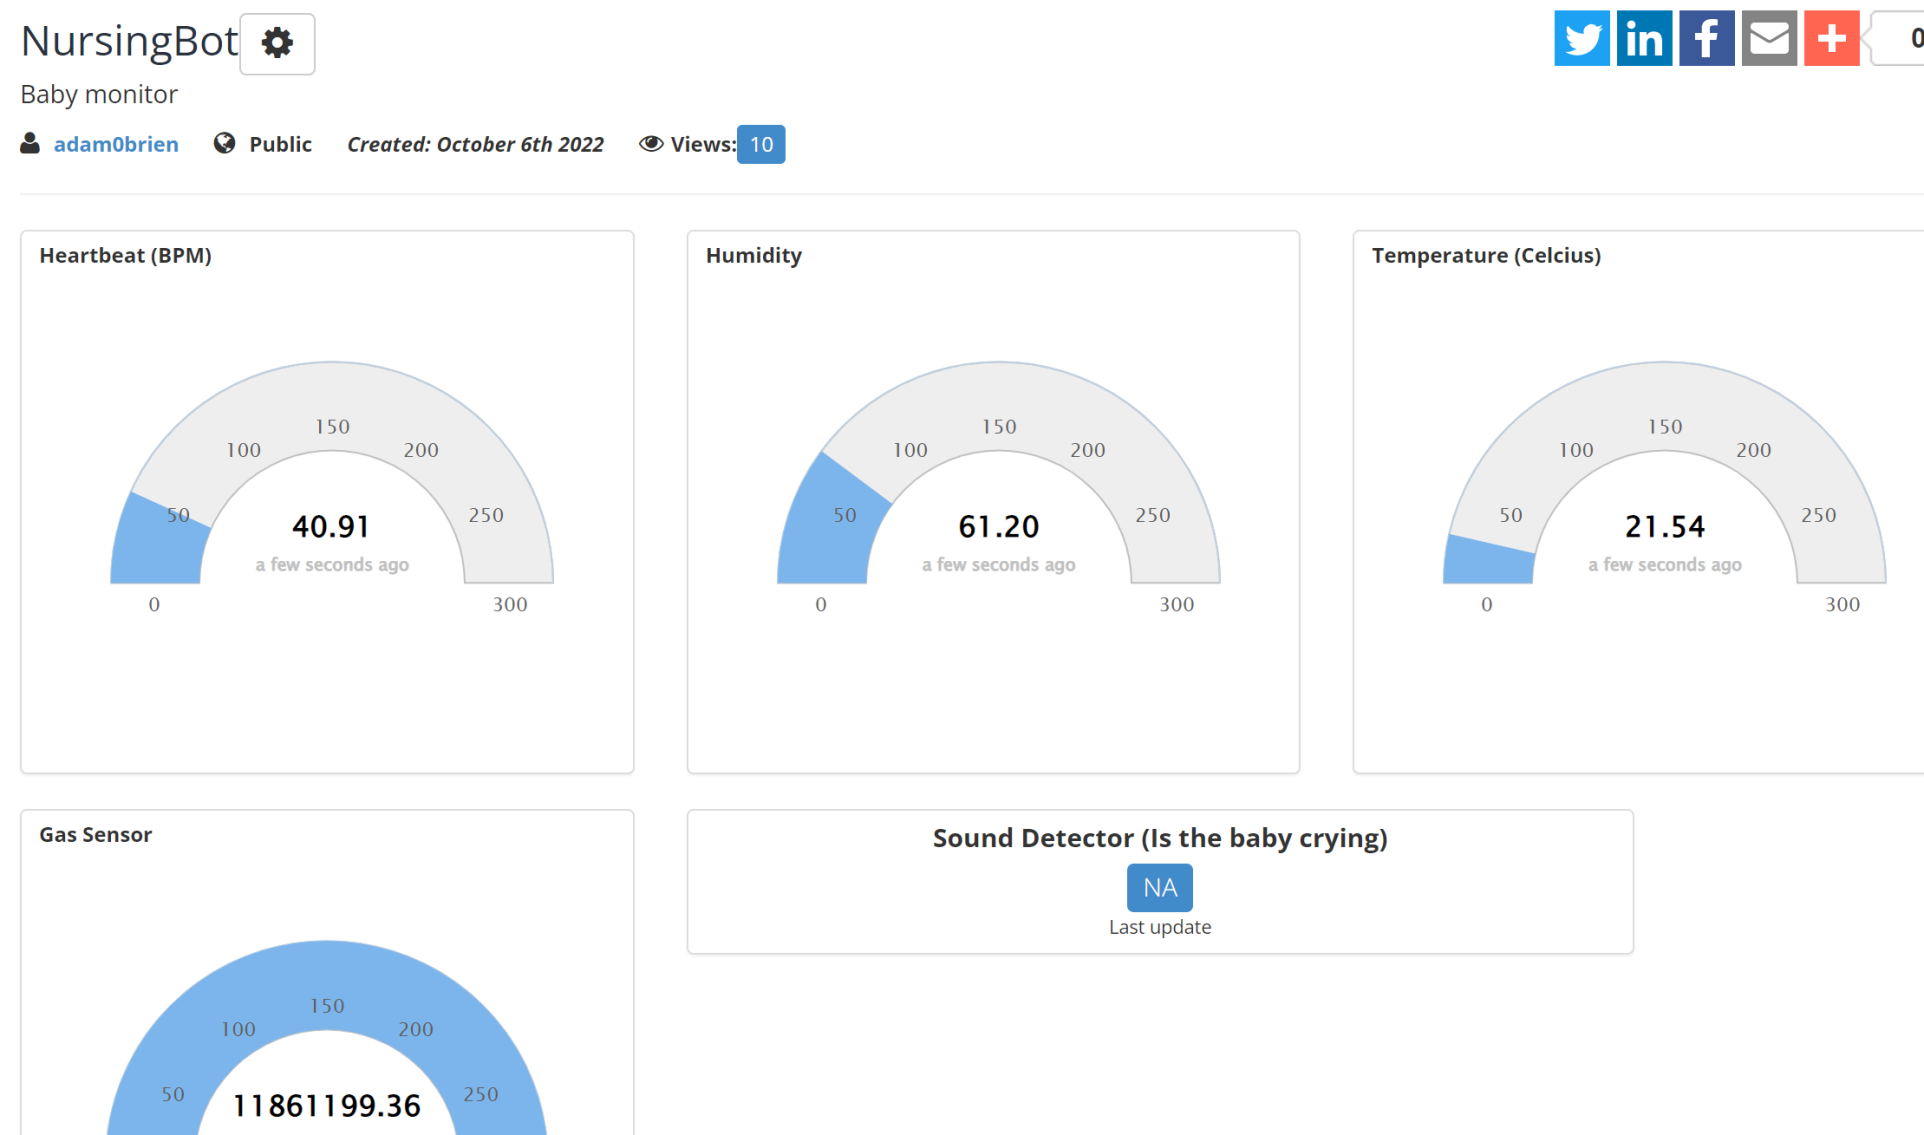 NursingBot
Baby monitor
adam0brien Public Created: October 6th 2022 Views: 10
0
Heartbeat (BPM)
0
50
100
150
200
250
300
40.91
a few seconds ago
Humidity
0
50
100
150
200
250
300
61.20
a few seconds ago
Temperature (Celcius)
0
50
100
150
200
250
300
21.54
a few seconds ago
Gas Sensor
50
100
150
200
250
11861199.36
Sound Detector (Is the baby crying)
NA
Last update